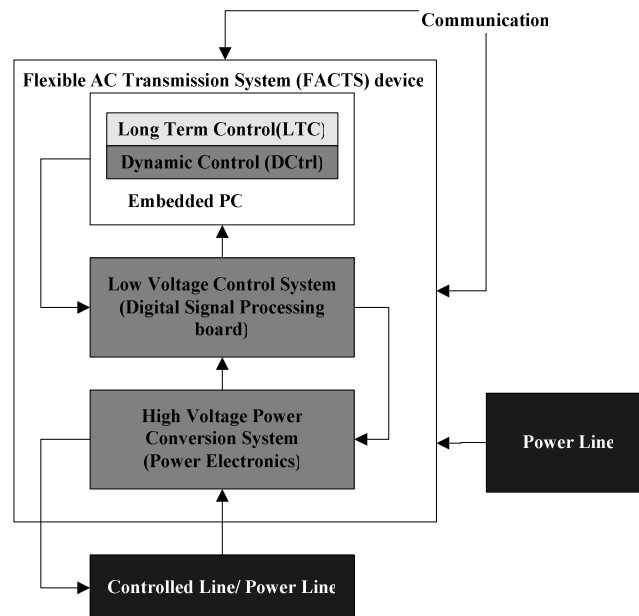 Communication
Flexible AC Transmission System (FACTS) device
Long Term Control(LTC)
Dynamic Control (DCtrl)
Embedded PC
Low Voltage Control System
(Digital Signal Processing
board)
High Voltage Power
Conversion System
(Power Electronics)
Power Line
Controlled Line/ Power Line